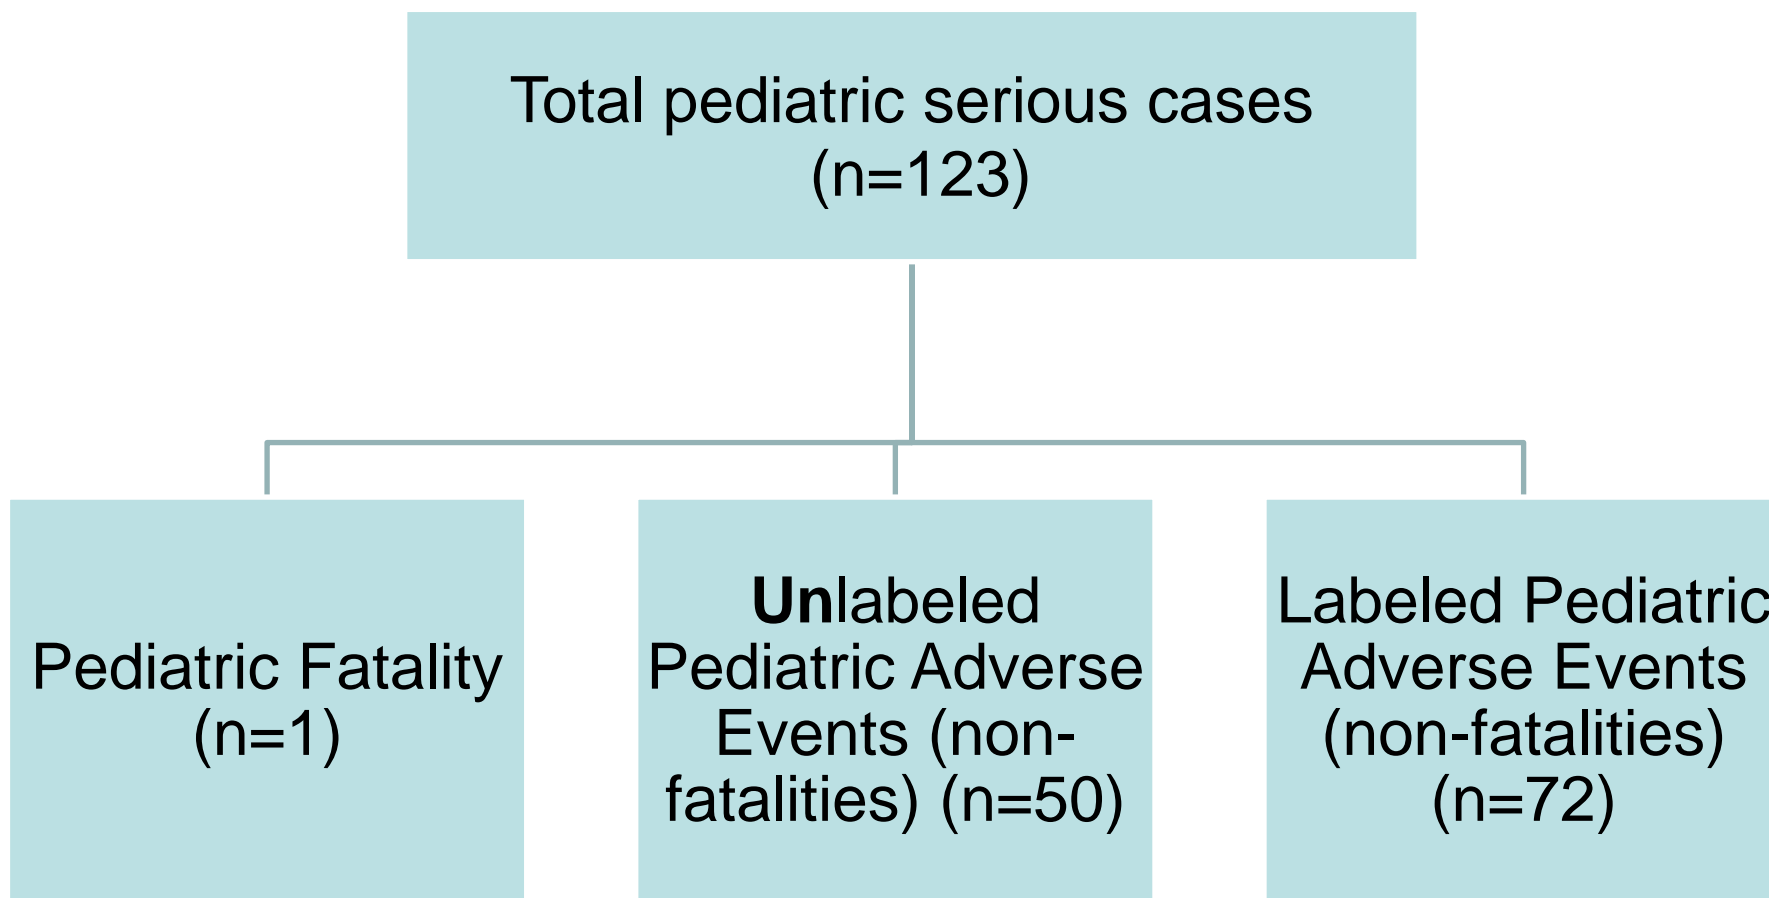 Total pediatric serious cases
(n=123)
Pediatric Fatality
(n=1)
Unlabeled
Pediatric Adverse
Events (non-
fatalities) (n=50)
Labeled Pediatric
Adverse Events
(non-fatalities)
(n=72)